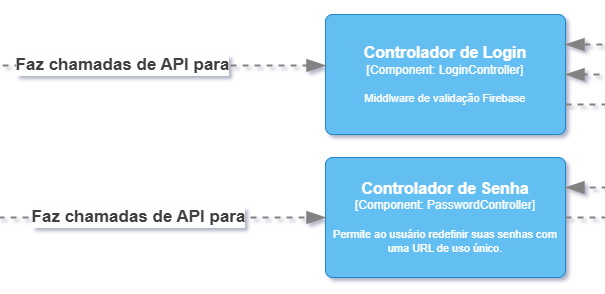 Controlador de Login
[Component: LoginController]
Faz chamadas de API para
Middlware de validação Firebase
Controlador de Senha
[Component: PasswordController]
Faz chamadas de API para
Permite ao usuário redefinir suas senhas com
uma URL de uso único.